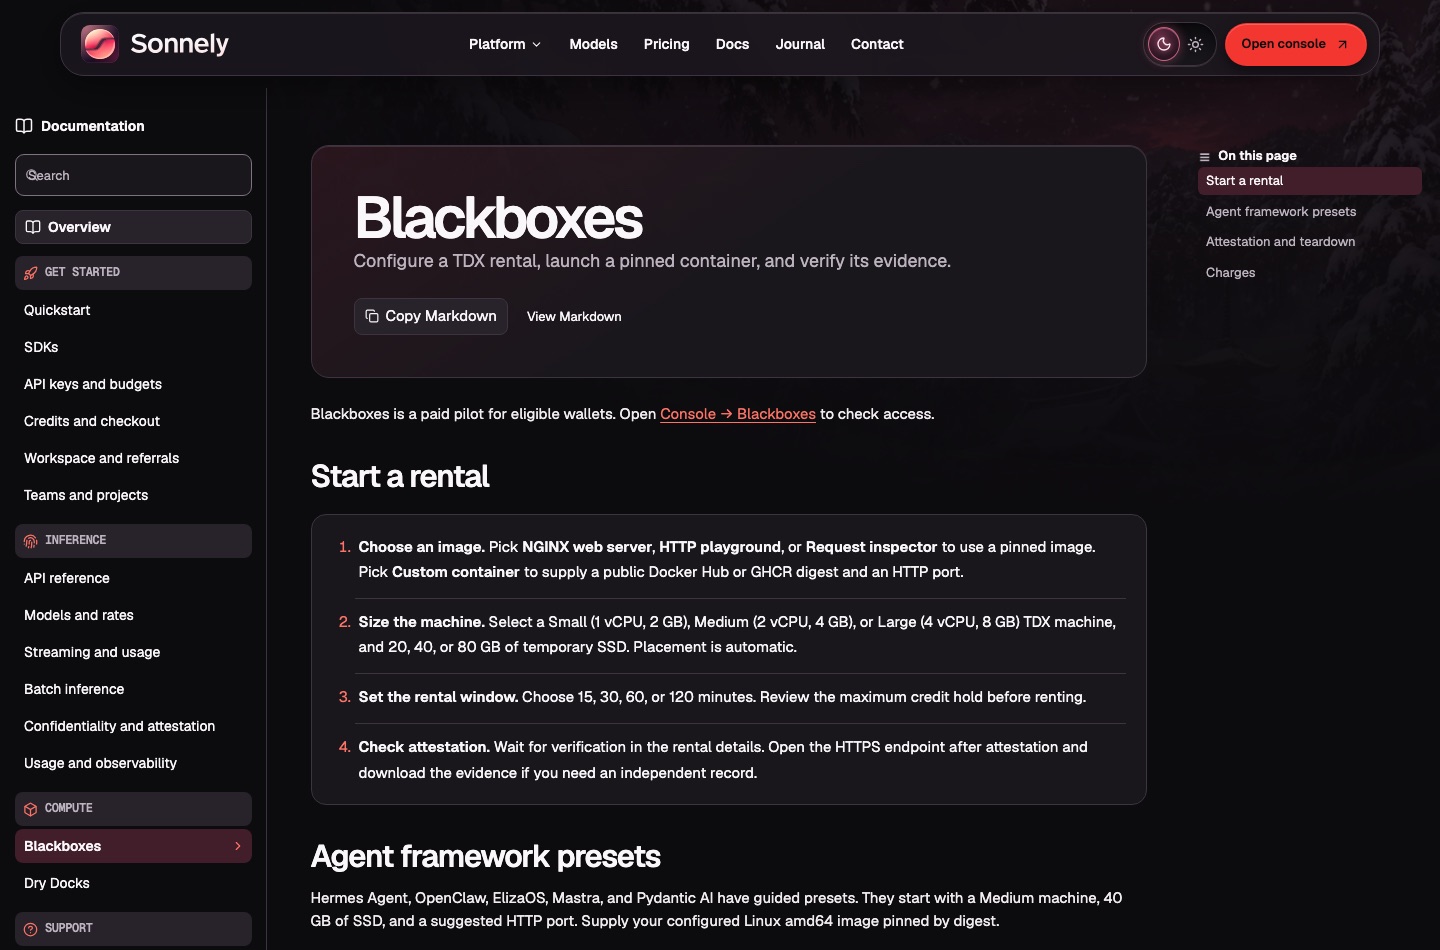 Sonnely
Platform
Models
Pricing
Docs
Journal
Contact
Open console
Documentation
Search
Overview
GET STARTED
Quickstart
SDKs
API keys and budgets
Credits and checkout
Workspace and referrals
Teams and projects
INFERENCE
API reference
Models and rates
Streaming and usage
Batch inference
Confidentiality and attestation
Usage and observability
COMPUTE
Blackboxes
Dry Docks
SUPPORT
Blackboxes
Configure a TDX rental, launch a pinned container, and verify its evidence.
Copy Markdown
View Markdown
Blackboxes is a paid pilot for eligible wallets. Open Console → Blackboxes to check access.
Start a rental
1. Choose an image. Pick NGINX web server, HTTP playground, or Request inspector to use a pinned image.
Pick Custom container to supply a public Docker Hub or GHCR digest and an HTTP port.
2. Size the machine. Select a Small (1 vCPU, 2 GB), Medium (2 vCPU, 4 GB), or Large (4 vCPU, 8 GB) TDX machine,
and 20, 40, or 80 GB of temporary SSD. Placement is automatic.
3. Set the rental window. Choose 15, 30, 60, or 120 minutes. Review the maximum credit hold before renting.
4. Check attestation. Wait for verification in the rental details. Open the HTTPS endpoint after attestation and
download the evidence if you need an independent record.
Agent framework presets
Hermes Agent, OpenClaw, ElizaOS, Mastra, and Pydantic AI have guided presets. They start with a Medium machine, 40
GB of SSD, and a suggested HTTP port. Supply your configured Linux amd64 image pinned by digest.
On this page
Start a rental
Agent framework presets
Attestation and teardown
Charges